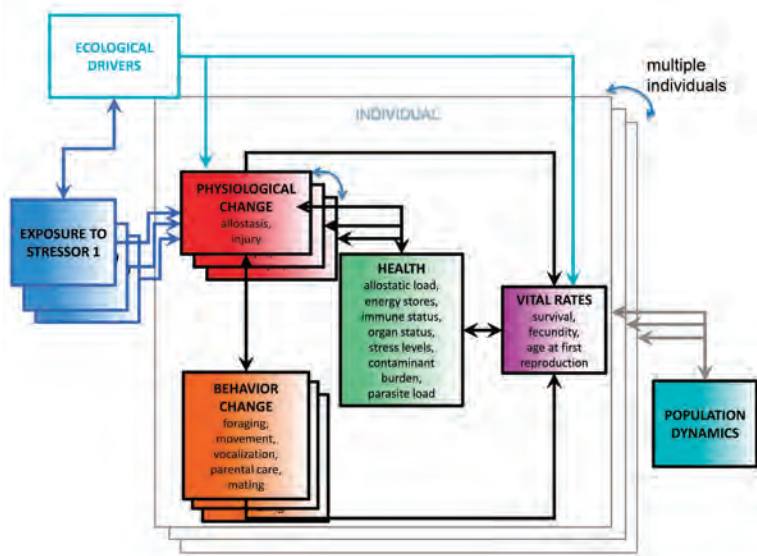 ECOLOGICAL
DRIVERS
multiple
individuals
INDIVIDUAL
PHYSIOLOGICAL
CHANGE
allostasis,
injury
EXPOSURE TO
STRESSOR 1
HEALTH
allostatic load,
energy stores,
immune status,
organ status,
stress levels,
contaminant
burden,
parasite load
VITAL RATES
survival,
fecundity,
age at first
reproduction
BEHAVIOR
CHANGE
foraging,
movement,
vocalization,
parental care,
mating
POPULATION
DYNAMICS